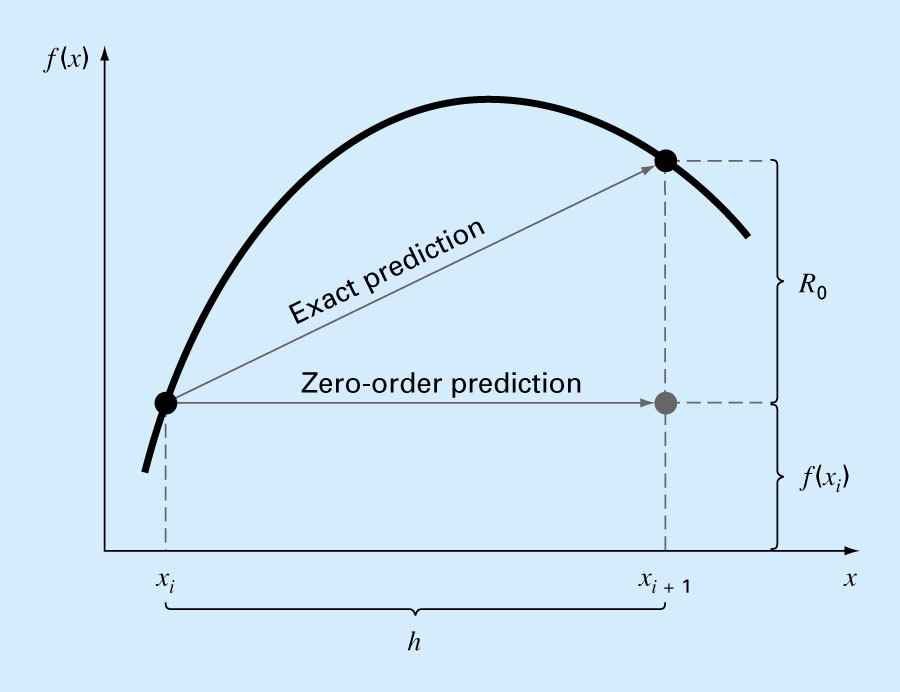 f(x)
Exact prediction
R₀
Zero-order prediction
f(xᵢ)
xᵢ
xᵢ₊₁
x
h